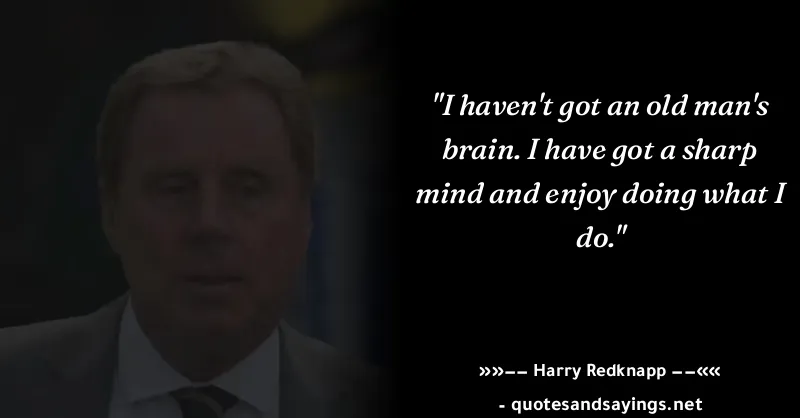 "I haven't got an old man's
brain. I have got a sharp
mind and enjoy doing what I
do."
»»−− Harry Redknapp −−««
- quotesandsayings.net